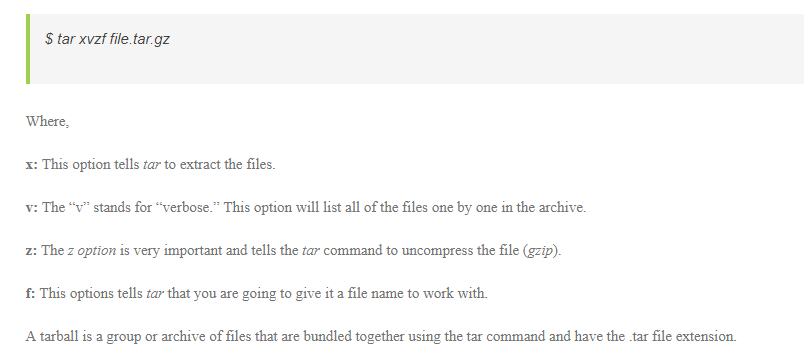 $ tar xvzf file.tar.gz
Where,
x: This option tells tar to extract the files.
v: The “v” stands for “verbose.” This option will list all of the files one by one in the archive.
z: The z option is very important and tells the tar command to uncompress the file (gzip).
f: This options tells tar that you are going to give it a file name to work with.
A tarball is a group or archive of files that are bundled together using the tar command and have the .tar file extension.